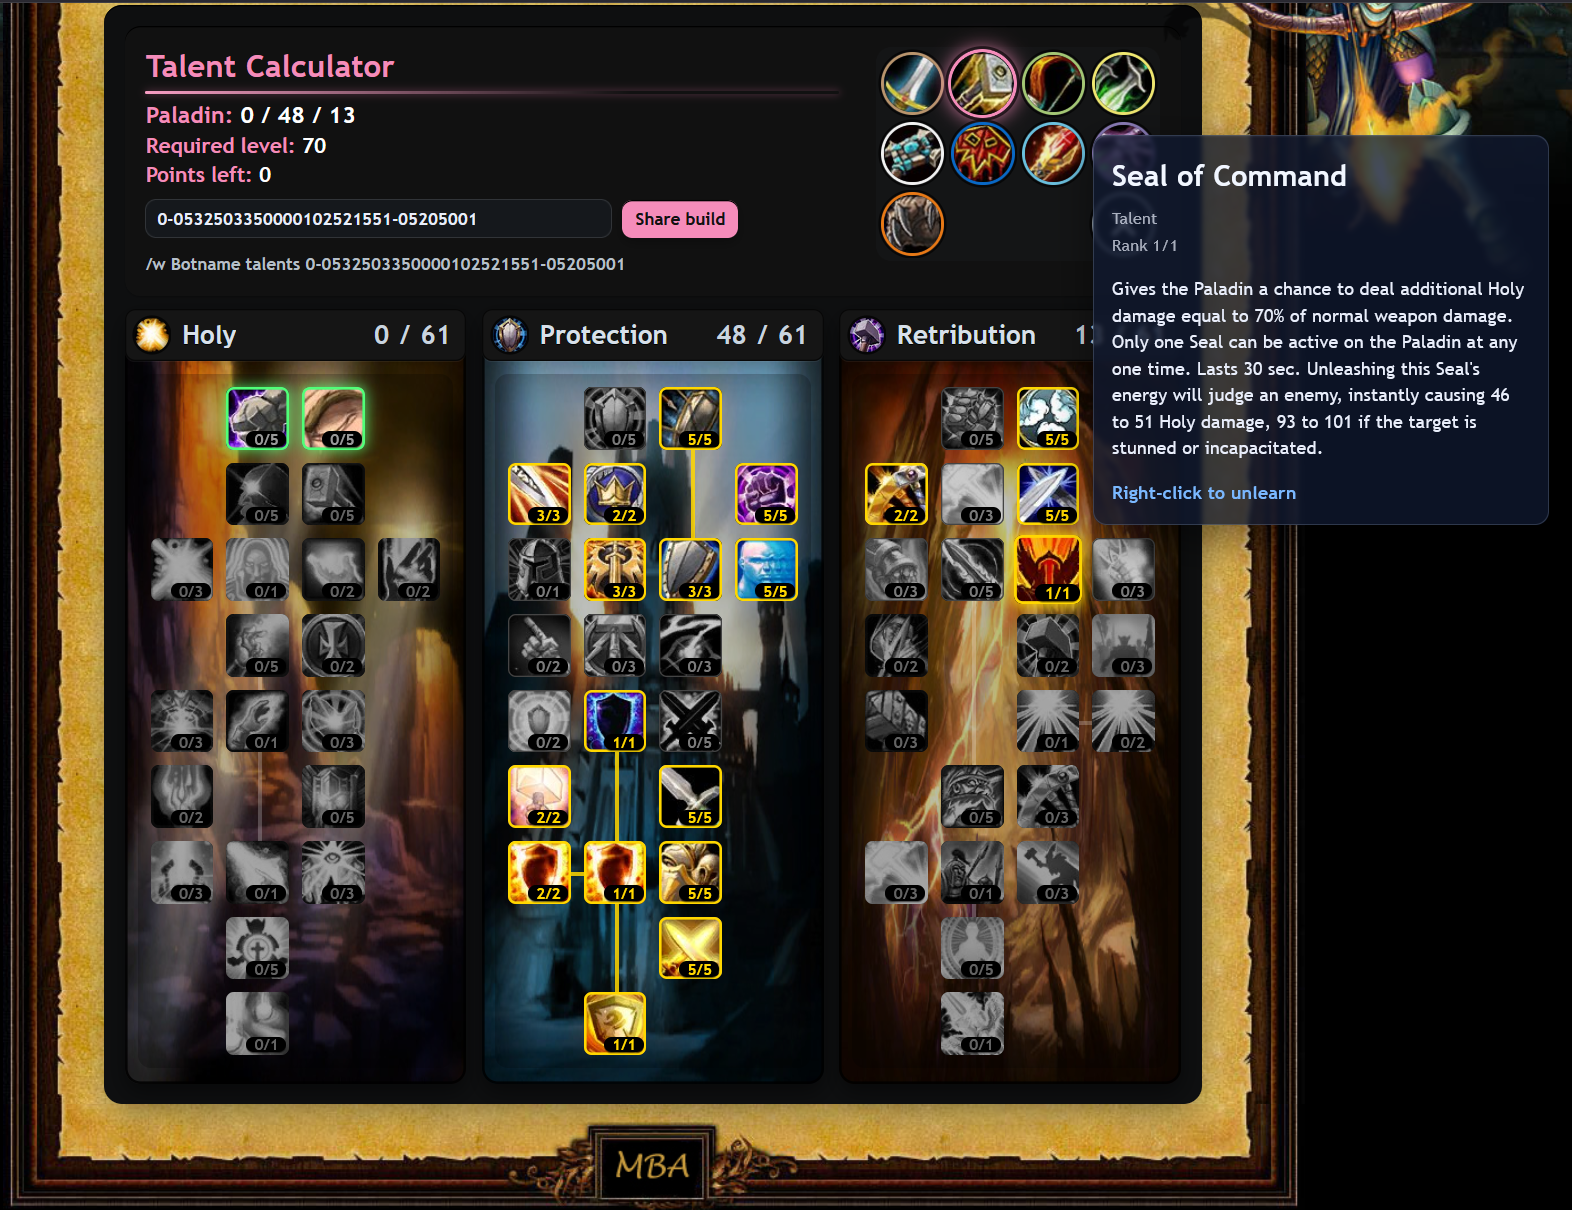 Talent Calculator
Paladin: 0 / 48 / 13
Required level: 70
Points left: 0
0-0532503350000102521551-05205001
Share build
/w Botname talents 0-0532503350000102521551-05205001
Seal of Command
Talent
Rank 1/1
Gives the Paladin a chance to deal additional Holy
damage equal to 70% of normal weapon damage.
Only one Seal can be active on the Paladin at any
one time. Lasts 30 sec. Unleashing this Seal's
energy will judge an enemy, instantly causing 46
to 51 Holy damage, 93 to 101 if the target is
stunned or incapacitated.
Right-click to unlearn
Holy 0 / 61
0/5 0/5
0/5 0/5
0/3 0/1 0/2 0/2
0/5 0/2
0/3 0/1 0/3
0/2 0/5
0/3 0/1 0/3
0/5
0/1
Protection 48 / 61
0/5 5/5
3/3 2/2 5/5
0/1 3/3 3/3 5/5
0/2 0/3 0/3
0/2 1/1 0/5
2/2 5/5
2/2 1/1 5/5
5/5
1/1
Retribution 13
0/5 5/5
2/2 0/3 5/5
0/3 0/5 1/1 0/3
0/2 0/2 0/3
0/3 0/1 0/2
0/5 0/3
0/3 0/1 0/3
0/5
0/1
MBA